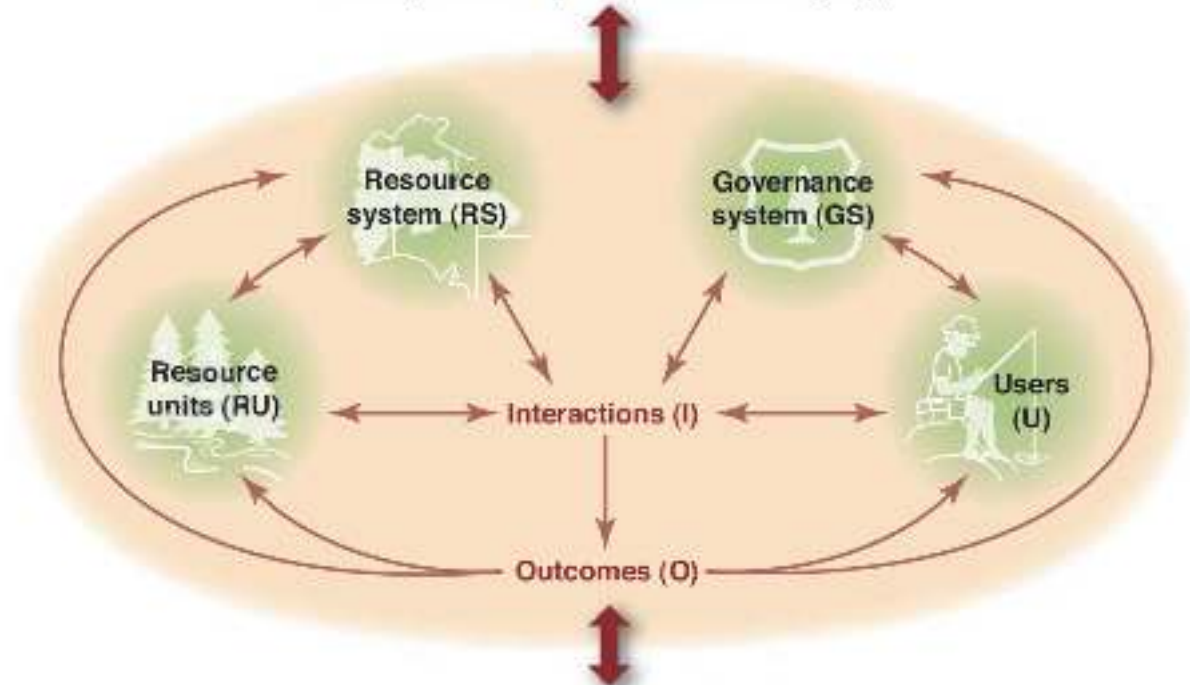 Resource
system (RS)
Governance
system (GS)
Resource
units (RU)
Interactions (I)
Users
(U)
Outcomes (O)